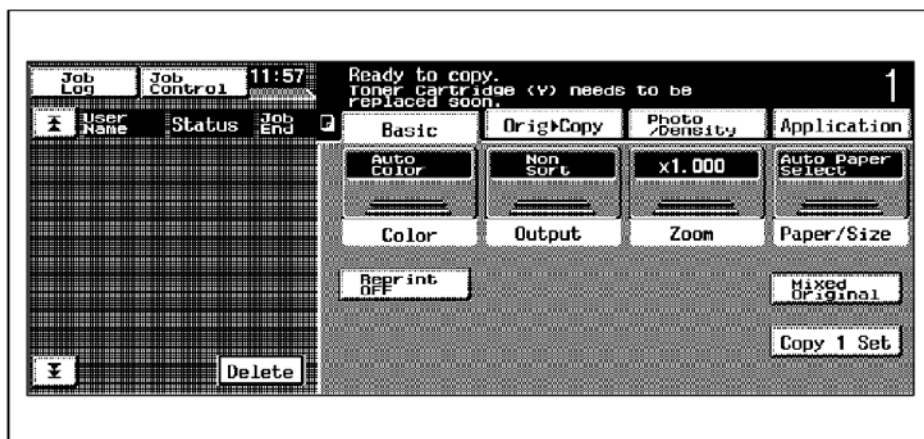 Job
Log
Job
Control
11:57
Ready to copy.
Toner Cartridge (Y) needs to be
replaced soon.
1
User
Name
Status
Job
End
Basic
Orig▸Copy
Photo
/Density
Application
Auto
Color
Non
Sort
x1.000
Auto Paper
Select
Color
Output
Zoom
Paper/Size
Reprint
OFF
Mixed
Original
Copy 1 Set
Delete